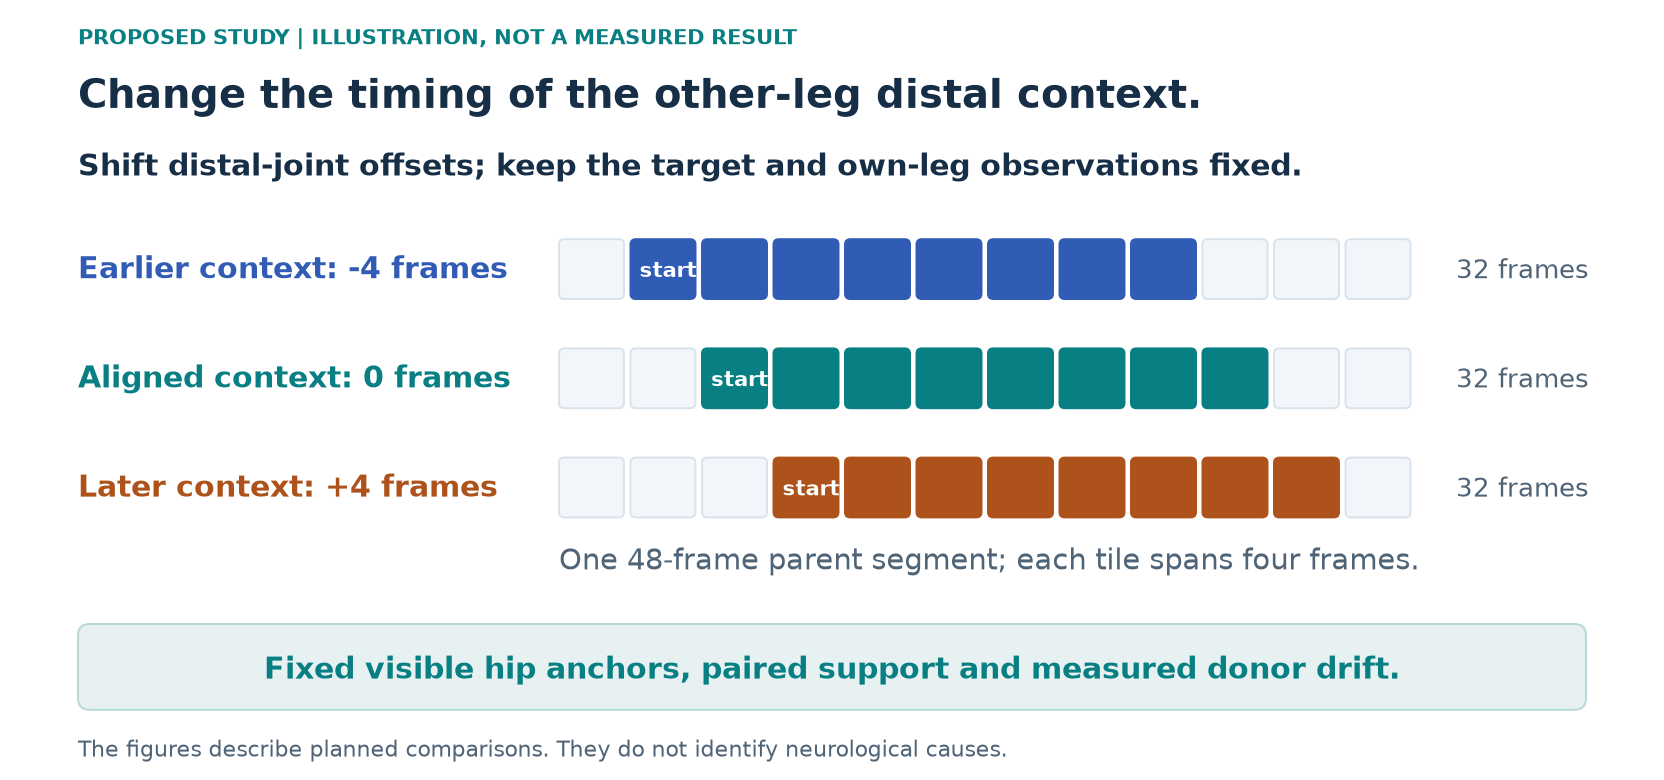 PROPOSED STUDY | ILLUSTRATION, NOT A MEASURED RESULT
Change the timing of the other-leg distal context.
Shift distal-joint offsets; keep the target and own-leg observations fixed.
Earlier context: -4 frames start 32 frames
Aligned context: 0 frames start 32 frames
Later context: +4 frames start 32 frames
One 48-frame parent segment; each tile spans four frames.
Fixed visible hip anchors, paired support and measured donor drift.
The figures describe planned comparisons. They do not identify neurological causes.